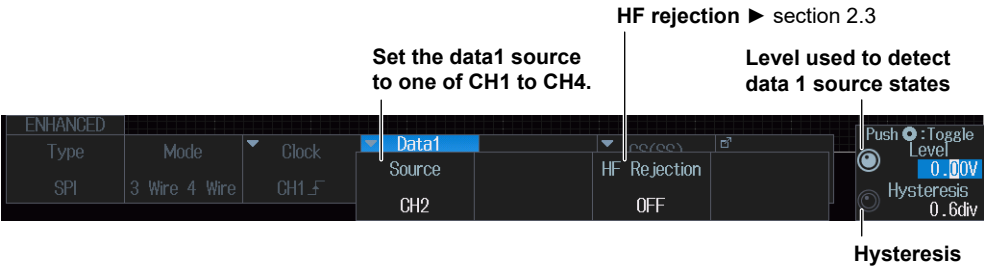 HF rejection ► section 2.3
Set the data1 source
to one of CH1 to CH4.
Level used to detect
data 1 source states
ENHANCED
Type
SPI
Mode
3 Wire 4 Wire
Clock
CH1
Data1
Source
CH2
CS(SS)
HF Rejection
OFF
Push :Toggle
Level
0.00V
Hysteresis
0.6div
Hysteresis